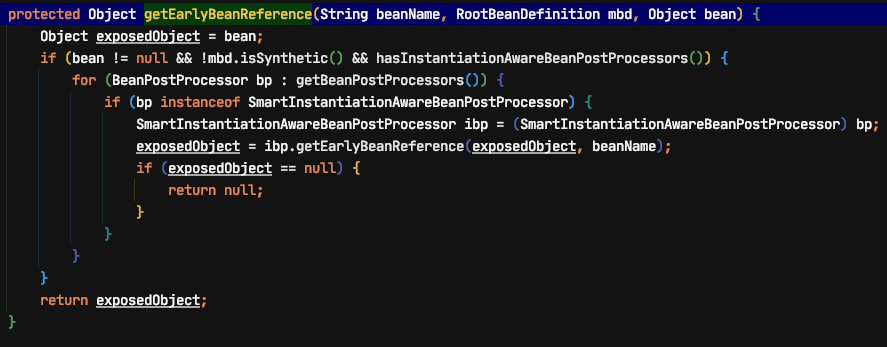 protected Object getEarlyBeanReference(String beanName, RootBeanDefinition mbd, Object bean) {
    Object exposedObject = bean;
    if (bean != null && !mbd.isSynthetic() && hasInstantiationAwareBeanPostProcessors()) {
        for (BeanPostProcessor bp : getBeanPostProcessors()) {
            if (bp instanceof SmartInstantiationAwareBeanPostProcessor) {
                SmartInstantiationAwareBeanPostProcessor ibp = (SmartInstantiationAwareBeanPostProcessor) bp;
                exposedObject = ibp.getEarlyBeanReference(exposedObject, beanName);
                if (exposedObject == null) {
                    return null;
                }
            }
        }
    }
    return exposedObject;
}